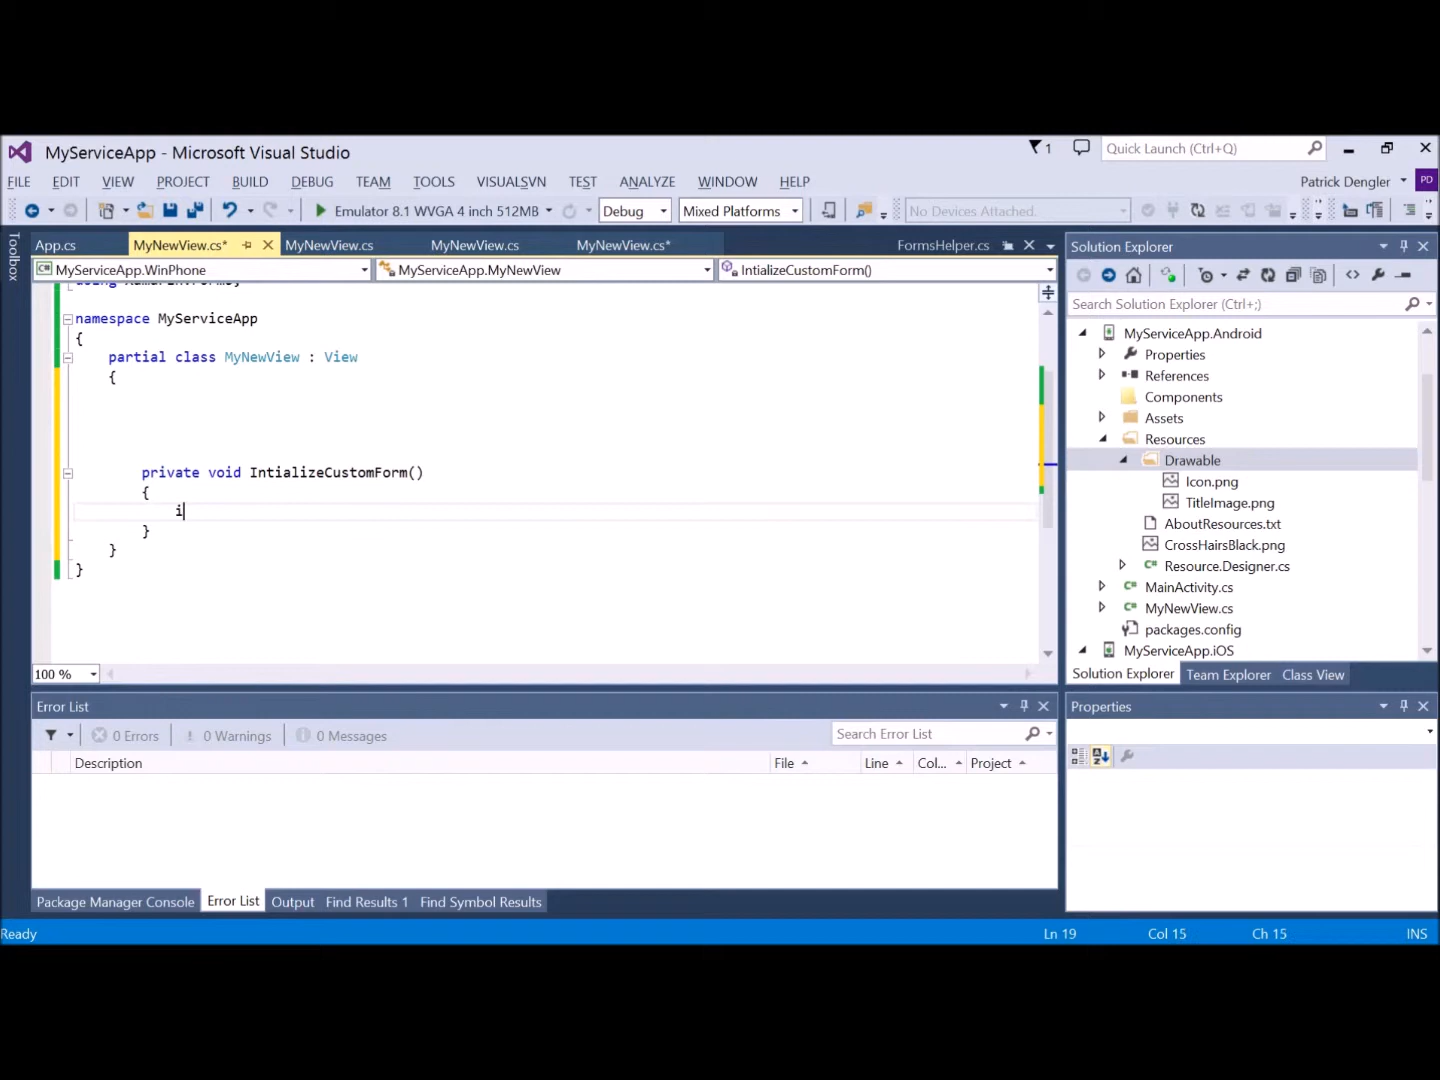 MyServiceApp - Microsoft Visual Studio
1
Quick Launch (Ctrl+Q)
FILE EDIT VIEW PROJECT BUILD DEBUG TEAM TOOLS VISUALSVN TEST ANALYZE WINDOW HELP
Patrick Dengler
PD
Emulator 8.1 WVGA 4 inch 512MB
Debug
Mixed Platforms
No Devices Attached.
Toolbox
App.cs
MyNewView.cs*
MyNewView.cs
MyNewView.cs
MyNewView.cs*
FormsHelper.cs
MyServiceApp.WinPhone
MyServiceApp.MyNewView
IntializeCustomForm()
using Xamarin.Forms;
namespace MyServiceApp
{
partial class MyNewView : View
{
private void IntializeCustomForm()
{
i
}
}
}
100 %
Solution Explorer
Search Solution Explorer (Ctrl+;)
MyServiceApp.Android
Properties
References
Components
Assets
Resources
Drawable
Icon.png
TitleImage.png
AboutResources.txt
CrossHairsBlack.png
Resource.Designer.cs
MainActivity.cs
MyNewView.cs
packages.config
MyServiceApp.iOS
Solution Explorer Team Explorer Class View
Error List
0 Errors
0 Warnings
0 Messages
Search Error List
Description File Line Col... Project
Package Manager Console Error List Output Find Results 1 Find Symbol Results
Properties
Ready
Ln 19 Col 15 Ch 15 INS